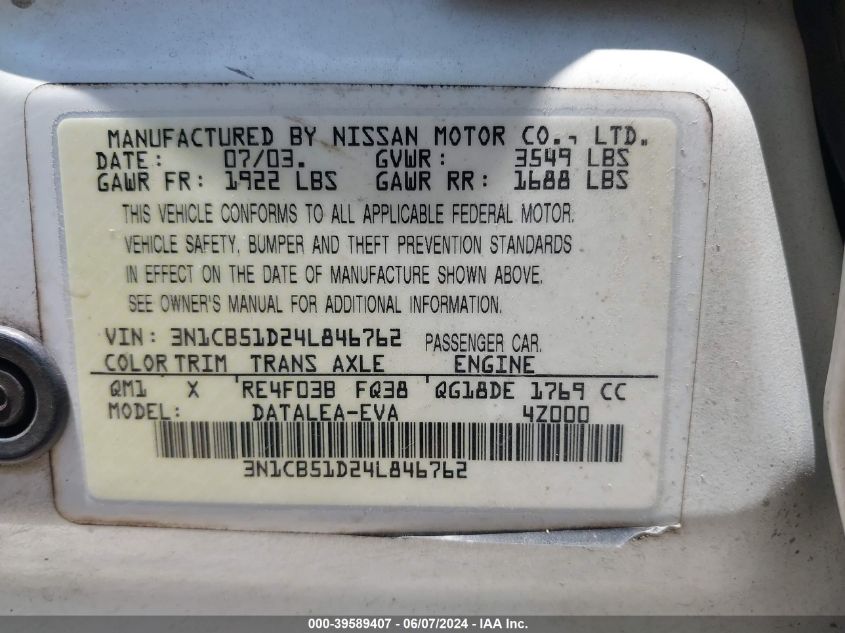 MANUFACTURED BY NISSAN MOTOR CO., LTD.
DATE: 07/03. GVWR: 3549 LBS
GAWR FR: 1922 LBS GAWR RR: 1688 LBS
THIS VEHICLE CONFORMS TO ALL APPLICABLE FEDERAL MOTOR
VEHICLE SAFETY, BUMPER AND THEFT PREVENTION STANDARDS
IN EFFECT ON THE DATE OF MANUFACTURE SHOWN ABOVE.
SEE OWNER'S MANUAL FOR ADDITIONAL INFORMATION.
VIN: 3N1CB51D24L846762 PASSENGER CAR.
COLOR TRIM TRANS AXLE ENGINE
QM1 X RE4F03B FQ38 QG18DE 1769 CC
MODEL: DATALEA-EVA 4Z000
3N1CB51D24L846762
000-39589407 - 06/07/2024 - IAA Inc.